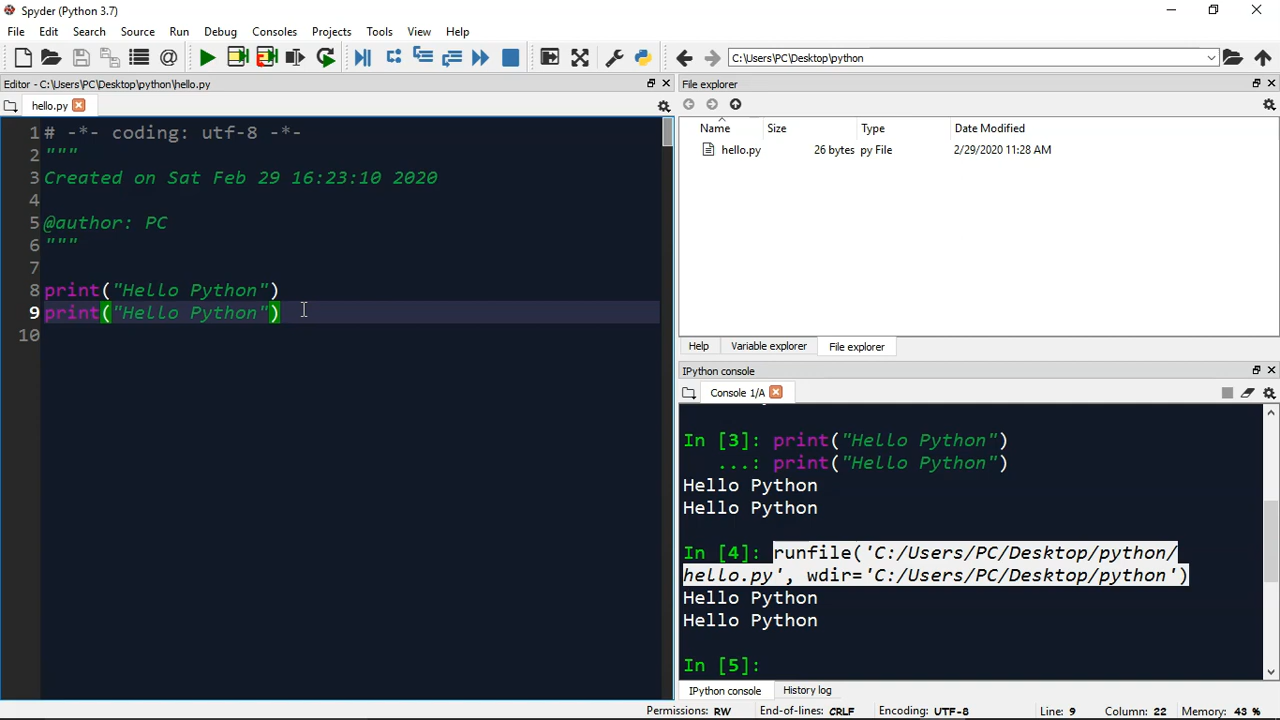 Spyder (Python 3.7)
File Edit Search Source Run Debug Consoles Projects Tools View Help
C:\Users\PC\Desktop\python
Editor - C:\Users\PC\Desktop\python\hello.py
hello.py
1 # -*- coding: utf-8 -*-
2 """
3 Created on Sat Feb 29 16:23:10 2020
4
5 @author: PC
6 """
7
8 print("Hello Python")
9 print("Hello Python")
10
File explorer
Name Size Type Date Modified
hello.py 26 bytes py File 2/29/2020 11:28 AM
Help Variable explorer File explorer
IPython console
Console 1/A
In [3]: print("Hello Python")
...: print("Hello Python")
Hello Python
Hello Python
In [4]: runfile('C:/Users/PC/Desktop/python/
hello.py', wdir='C:/Users/PC/Desktop/python')
Hello Python
Hello Python
In [5]:
IPython console History log
Permissions: RW End-of-lines: CRLF Encoding: UTF-8 Line: 9 Column: 22 Memory: 43 %